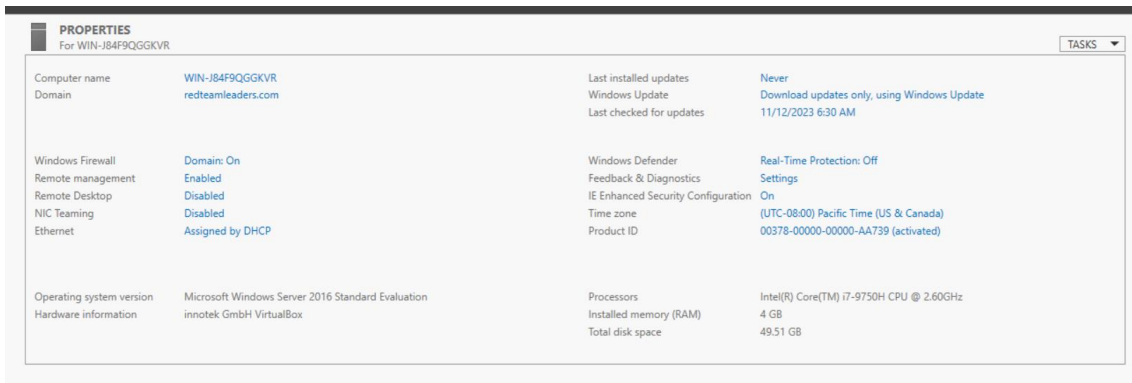 PROPERTIES
For WIN-J84F9QGGKVR
TASKS
Computer name WIN-J84F9QGGKVR
Domain redteamleaders.com
Last installed updates Never
Windows Update Download updates only, using Windows Update
Last checked for updates 11/12/2023 6:30 AM
Windows Firewall Domain: On
Remote management Enabled
Remote Desktop Disabled
NIC Teaming Disabled
Ethernet Assigned by DHCP
Windows Defender Real-Time Protection: Off
Feedback & Diagnostics Settings
IE Enhanced Security Configuration On
Time zone (UTC-08:00) Pacific Time (US & Canada)
Product ID 00378-00000-00000-AA739 (activated)
Operating system version Microsoft Windows Server 2016 Standard Evaluation
Hardware information innotek GmbH VirtualBox
Processors Intel(R) Core(TM) i7-9750H CPU @ 2.60GHz
Installed memory (RAM) 4 GB
Total disk space 49.51 GB